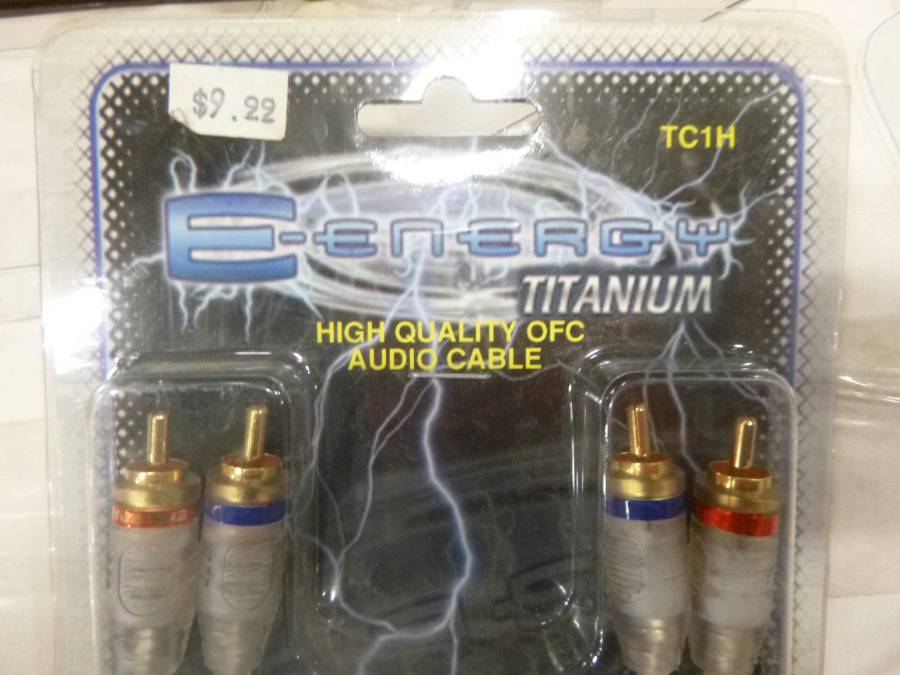 $9.22
TC1H
E-ENERGY
TITANIUM
HIGH QUALITY OFC
AUDIO CABLE